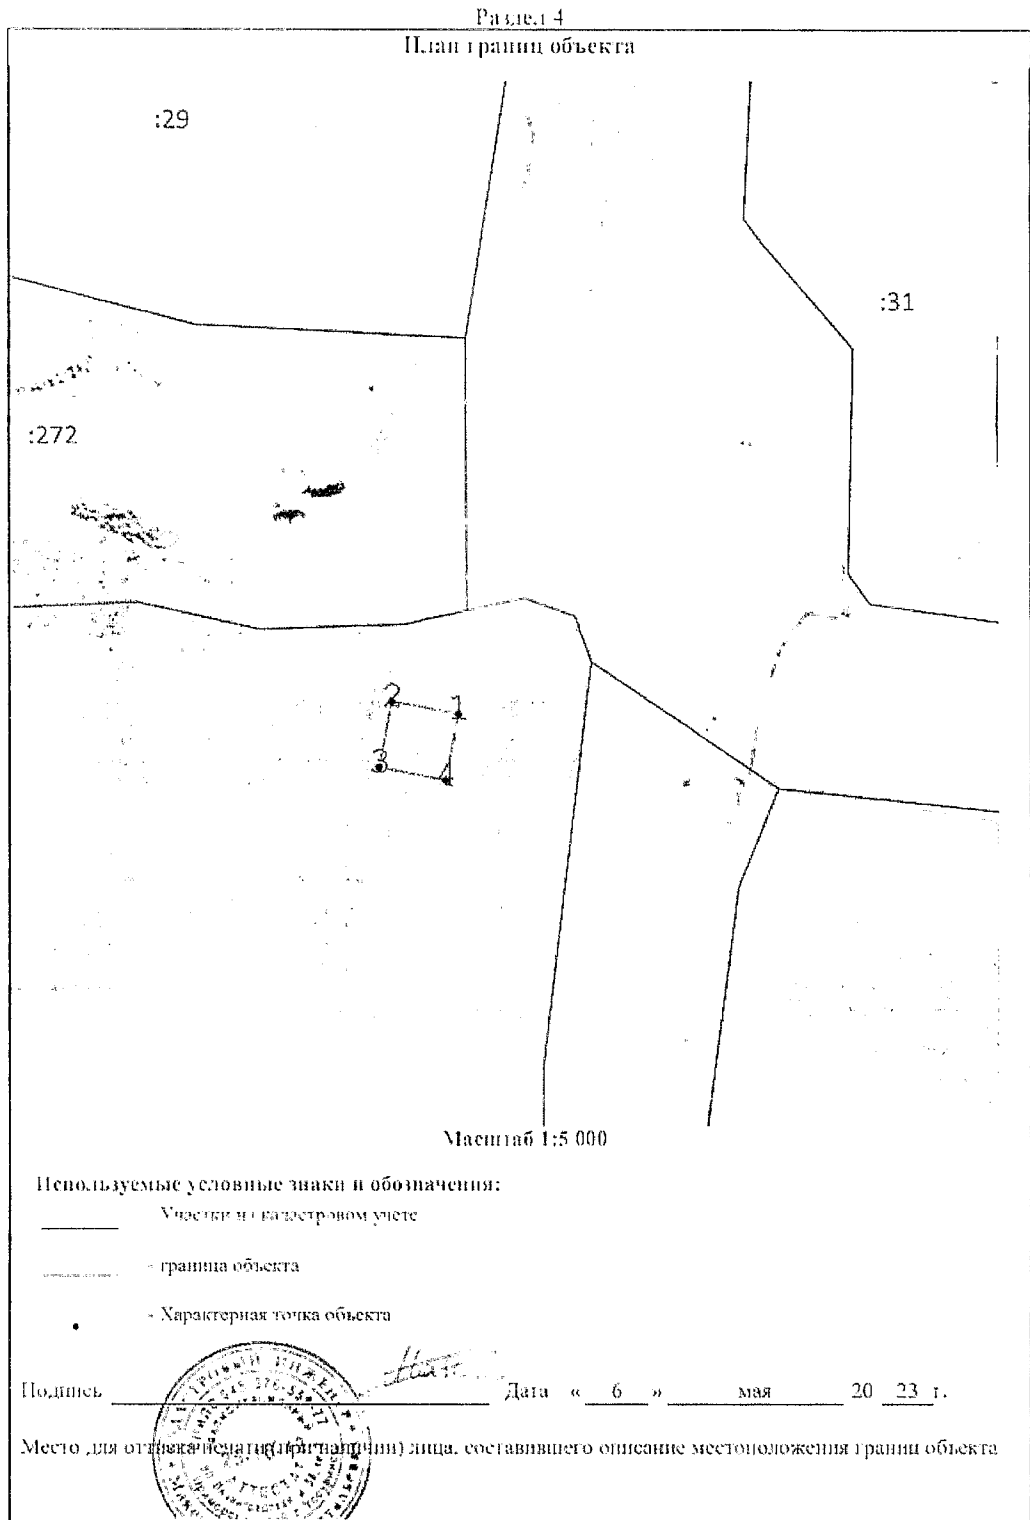 Раздел 4
План границ объекта
:29
:31
:272
2
1
3
4
Масштаб 1:5 000
Используемые условные знаки и обозначения:
Участки на кадастровом учете
- граница объекта
- Характерная точка объекта
Подпись Дата « 6 » мая 20 23 г.
Место для оттиска печати (при наличии) лица, составившего описание местоположения границ объекта